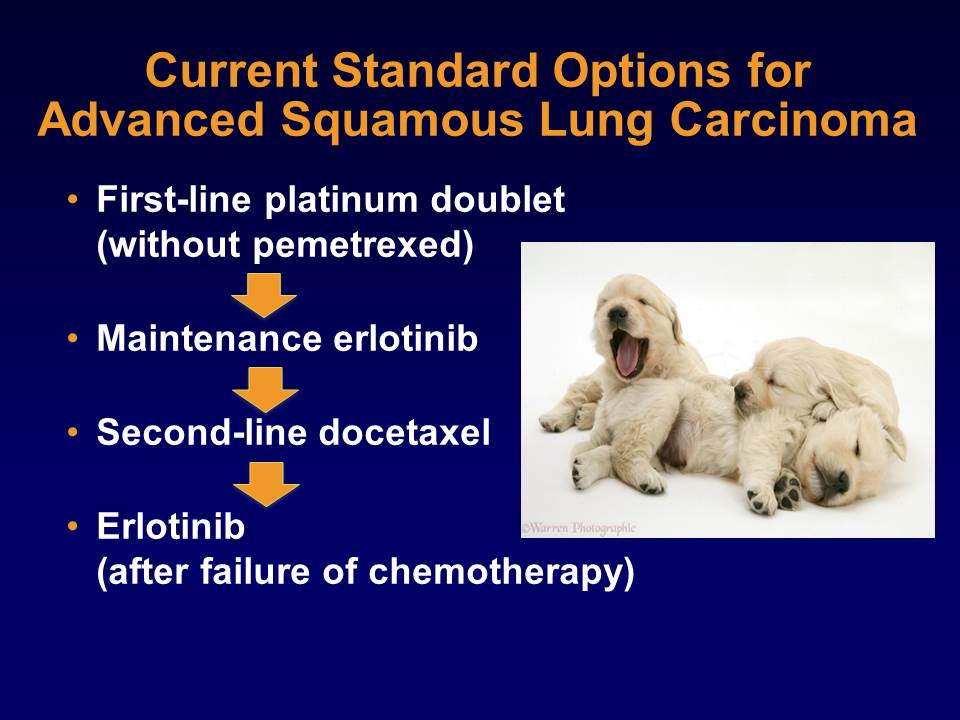 Current Standard Options for
Advanced Squamous Lung Carcinoma
• First-line platinum doublet
(without pemetrexed)
• Maintenance erlotinib
• Second-line docetaxel
• Erlotinib
(after failure of chemotherapy)
©Warren Photographic